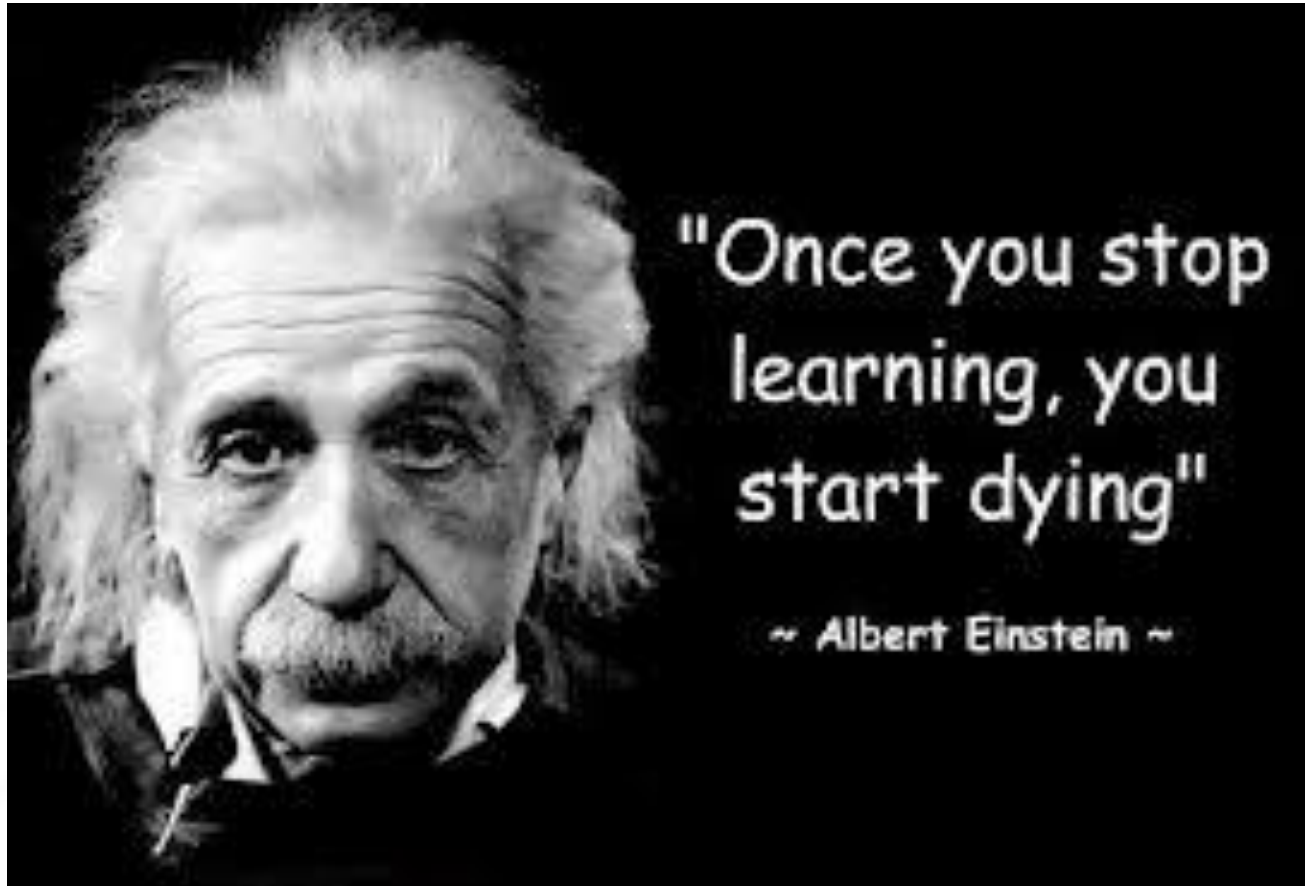 "Once you stop
learning, you
start dying"
~ Albert Einstein ~